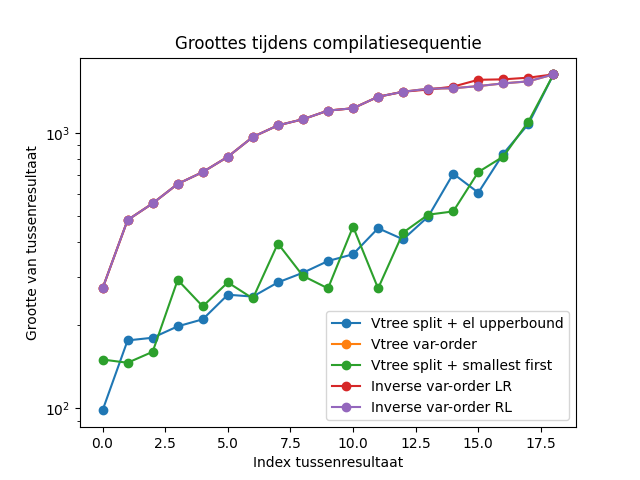 Groottes tijdens compilatiesequentie
Grootte van tussenresultaat
10³
10²
Vtree split + el upperbound
Vtree var-order
Vtree split + smallest first
Inverse var-order LR
Inverse var-order RL
0.0 2.5 5.0 7.5 10.0 12.5 15.0 17.5
Index tussenresultaat